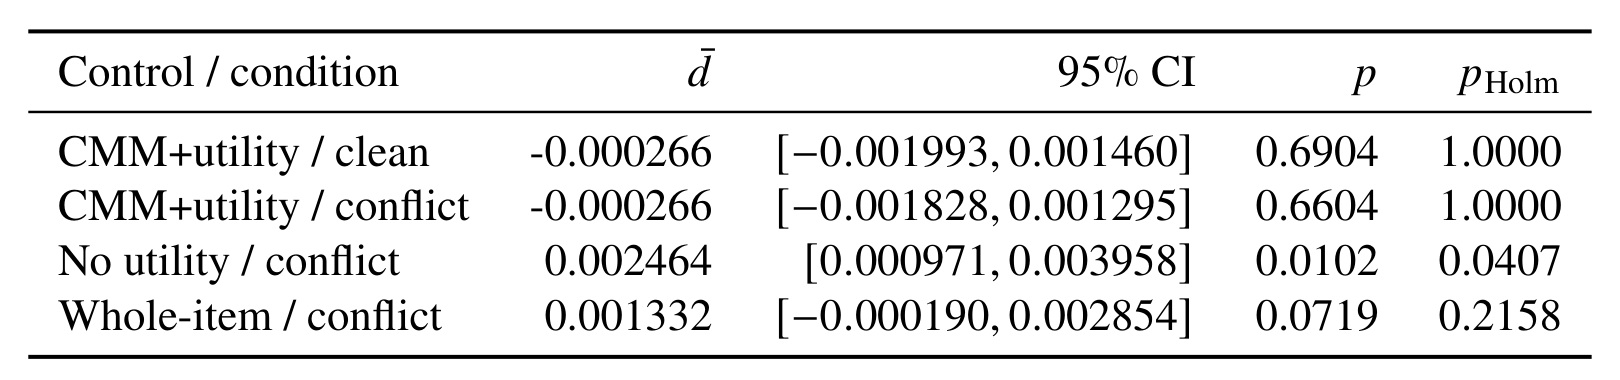 Control / condition d̄ 95% CI p pHolm
CMM+utility / clean -0.000266 [−0.001993, 0.001460] 0.6904 1.0000
CMM+utility / conflict -0.000266 [−0.001828, 0.001295] 0.6604 1.0000
No utility / conflict 0.002464 [0.000971, 0.003958] 0.0102 0.0407
Whole-item / conflict 0.001332 [−0.000190, 0.002854] 0.0719 0.2158